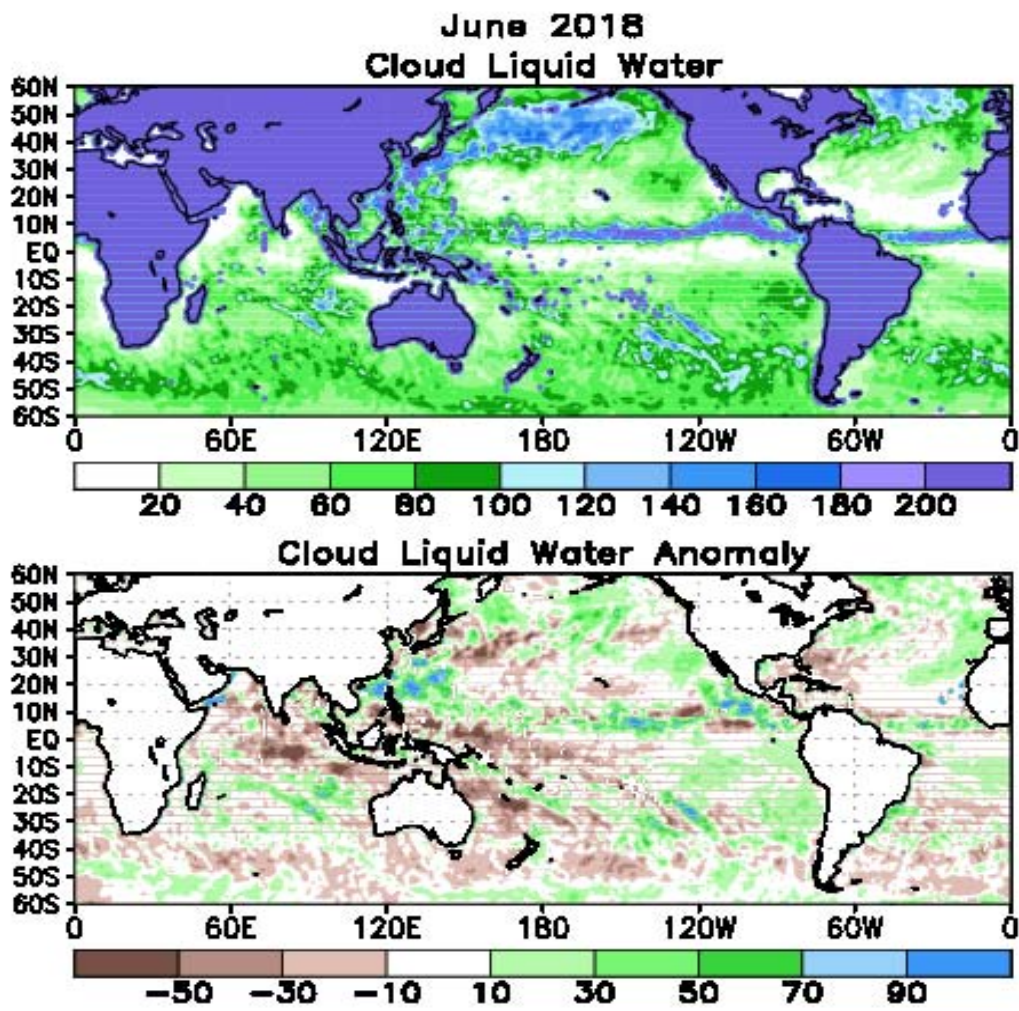 June 2018
Cloud Liquid Water
60N
50N
40N
30N
20N
10N
EQ
10S
20S
30S
40S
50S
60S
0 60E 120E 180 120W 60W 0
20 40 60 80 100 120 140 160 180 200
Cloud Liquid Water Anomaly
60N
50N
40N
30N
20N
10N
EQ
10S
20S
30S
40S
50S
60S
0 60E 120E 180 120W 60W 0
−50 −30 −10 10 30 50 70 90